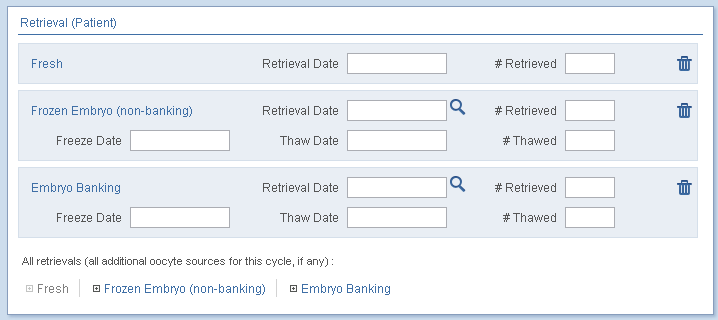 Retrieval (Patient)
Fresh Retrieval Date # Retrieved
Frozen Embryo (non-banking) Retrieval Date # Retrieved
Freeze Date Thaw Date # Thawed
Embryo Banking Retrieval Date # Retrieved
Freeze Date Thaw Date # Thawed
All retrievals (all additional oocyte sources for this cycle, if any) :
Fresh Frozen Embryo (non-banking) Embryo Banking